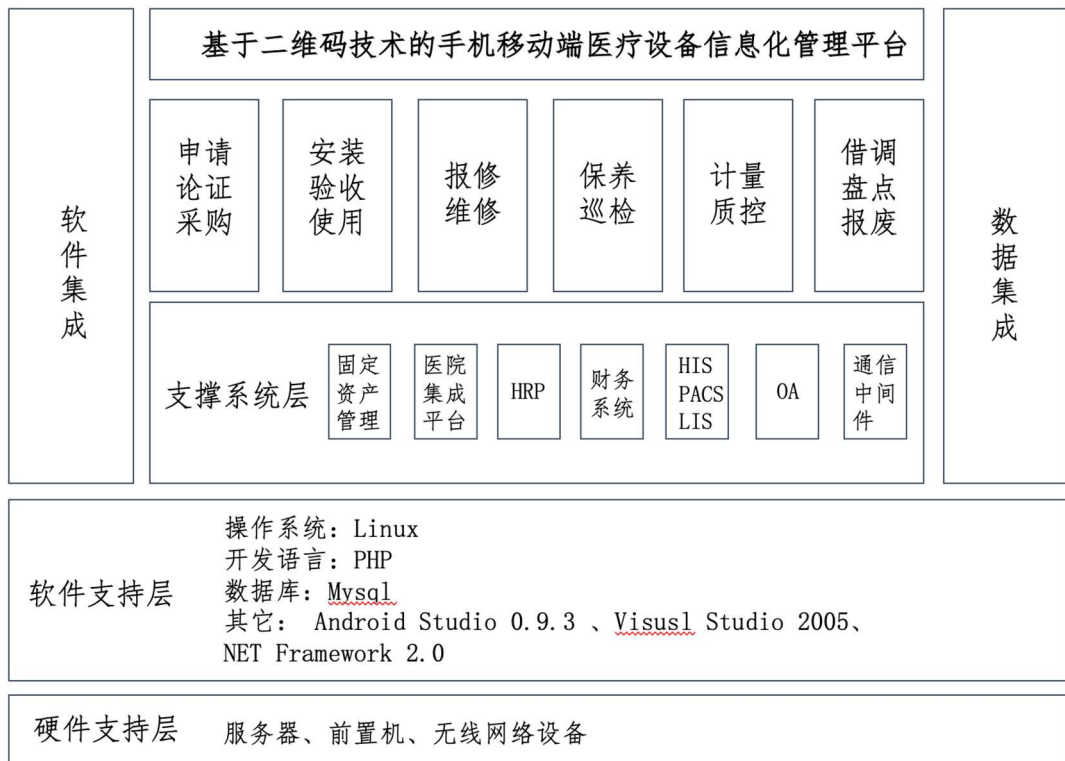 基于二维码技术的手机移动端医疗设备信息化管理平台
软
件
集
成
申请
论证
采购
安装
验收
使用
报修
维修
保养
巡检
计量
质控
借调
盘点
报废
数
据
集
成
支撑系统层
固定
资产
管理
医院
集成
平台
HRP
财务
系统
HIS
PACS
LIS
OA
通信
中间
件
软件支持层
操作系统：Linux
开发语言：PHP
数据库：Mysql
其它： Android Studio 0.9.3 、Visusl Studio 2005、
NET Framework 2.0
硬件支持层
服务器、前置机、无线网络设备